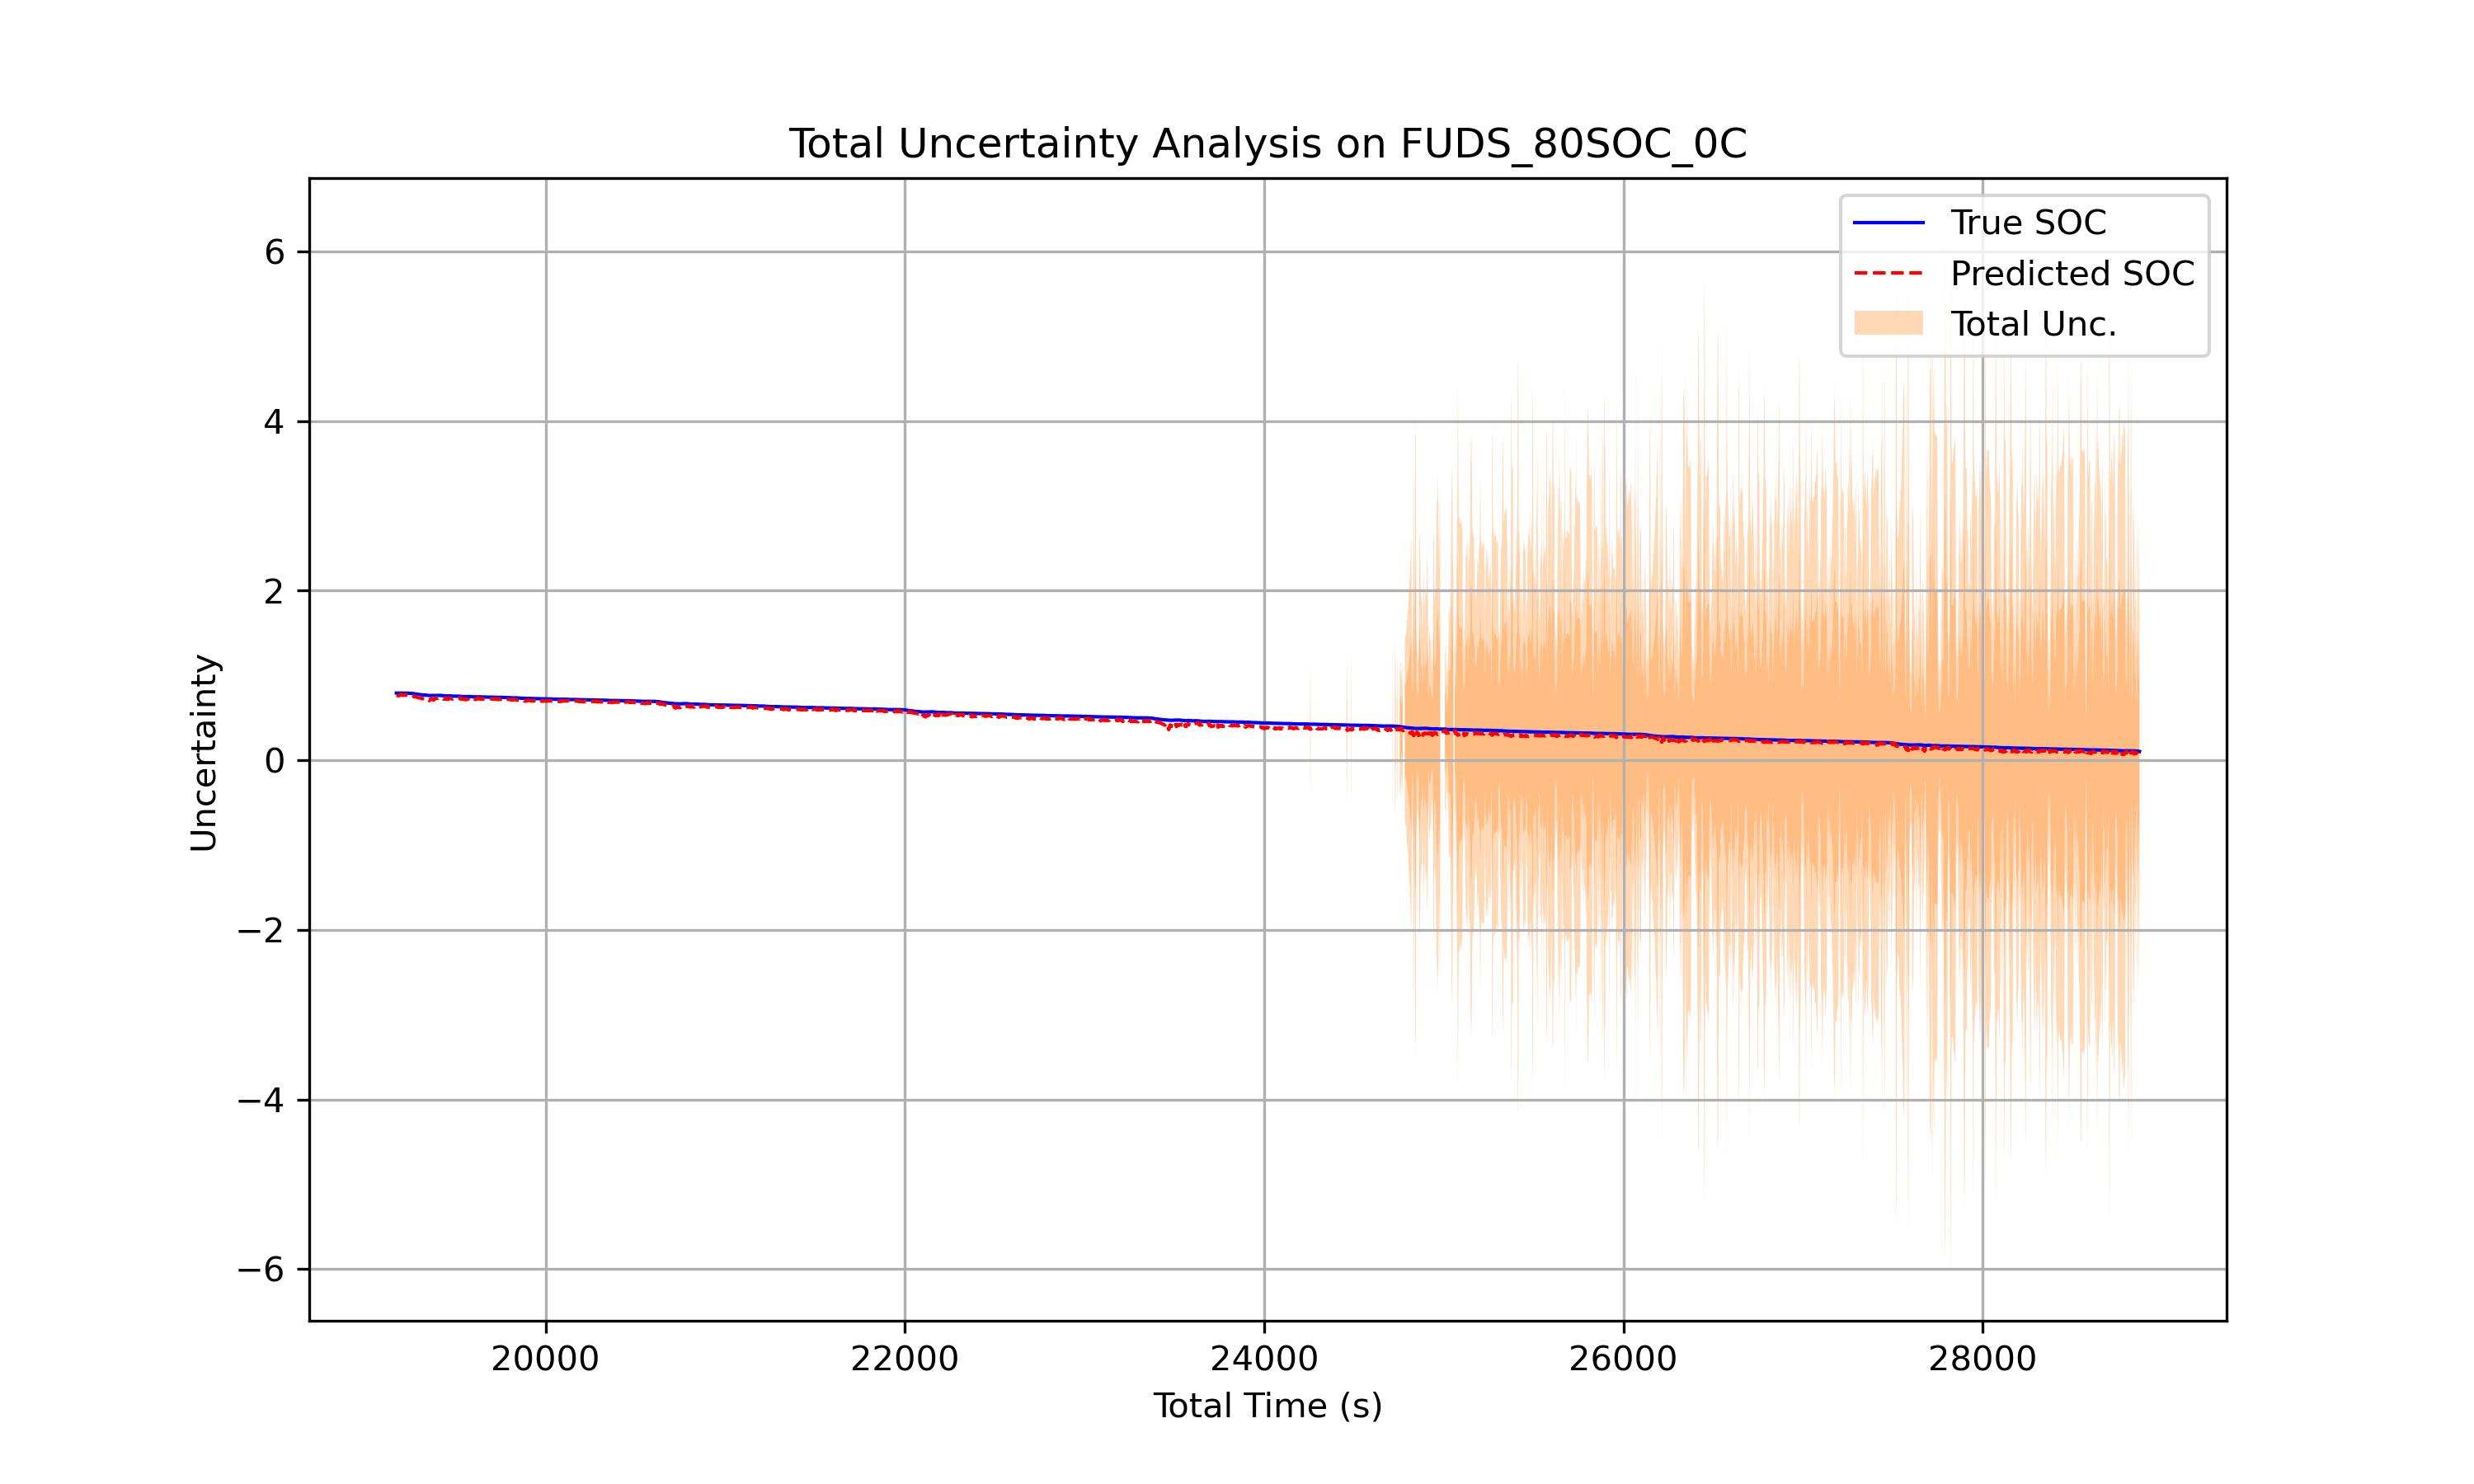 Total Uncertainty Analysis on FUDS_80SOC_0C
True SOC
Predicted SOC
Total Unc.
6
4
2
0
−2
−4
−6
Uncertainty
20000 22000 24000 26000 28000
Total Time (s)